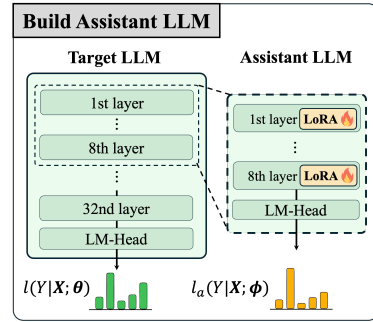 Build Assistant LLM
Target LLM
1st layer
⋮
8th layer
⋮
32nd layer
LM-Head
l(Y|X; θ)
Assistant LLM
1st layer LoRA
⋮
8th layer LoRA
LM-Head
lₐ(Y|X; ϕ)